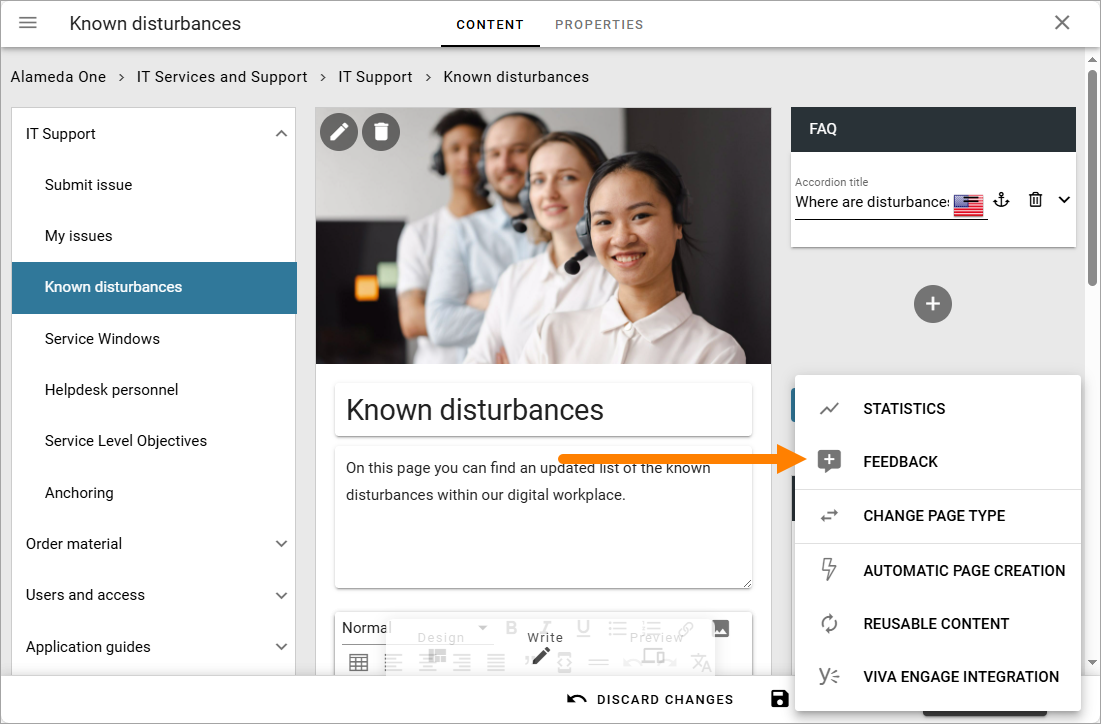 Known disturbances
CONTENT
PROPERTIES
Alameda One > IT Services and Support > IT Support > Known disturbances
IT Support
Submit issue
My issues
Known disturbances
Service Windows
Helpdesk personnel
Service Level Objectives
Anchoring
Order material
Users and access
Application guides
Known disturbances
On this page you can find an updated list of the known
disturbances within our digital workplace.
Normal
B I U
Design
Write
Preview
FAQ
Accordion title
Where are disturbances
STATISTICS
FEEDBACK
CHANGE PAGE TYPE
AUTOMATIC PAGE CREATION
REUSABLE CONTENT
VIVA ENGAGE INTEGRATION
DISCARD CHANGES